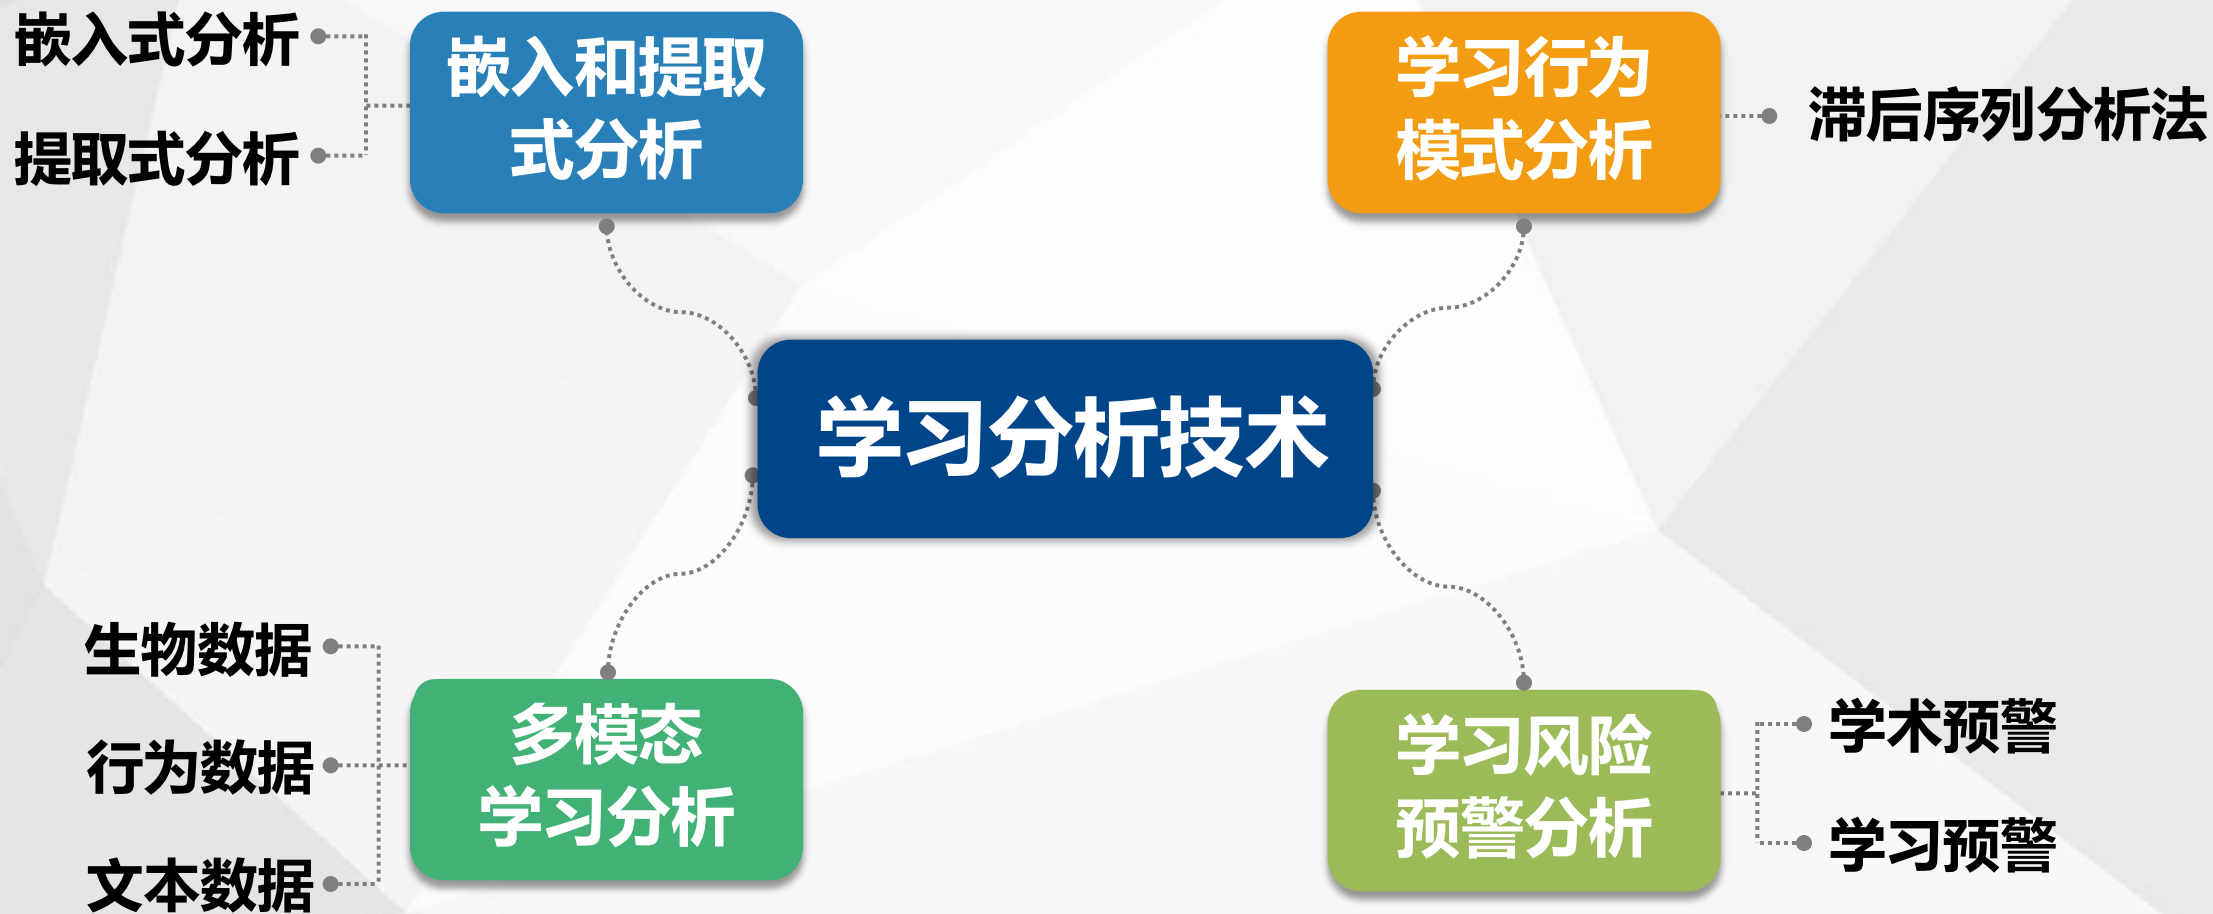 嵌入式分析
提取式分析
嵌入和提取
式分析
学习行为
模式分析
滞后序列分析法
学习分析技术
生物数据
行为数据
文本数据
多模态
学习分析
学习风险
预警分析
学术预警
学习预警